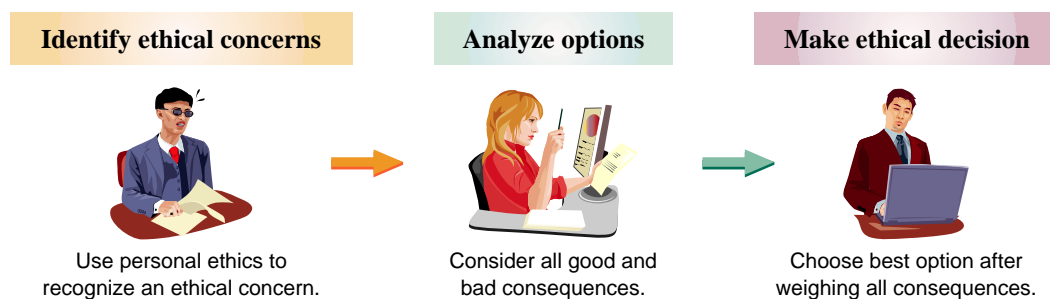 Identify ethical concerns
Analyze options
Make ethical decision
Use personal ethics to
recognize an ethical concern.
Consider all good and
bad consequences.
Choose best option after
weighing all consequences.